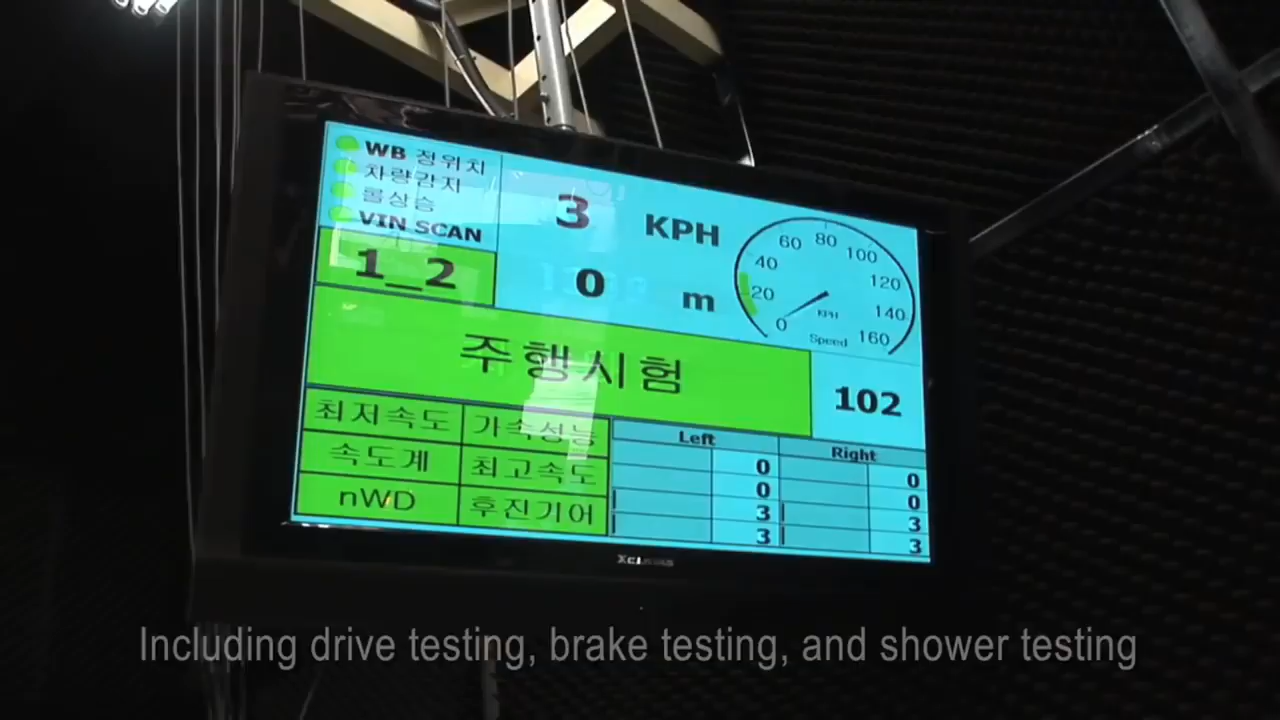 WB 정위치
차량감지
롤상승
VIN SCAN
1_2
3 KPH
0 m
0 20 40 60 80 100 120 140 160
KPH
Speed
주행시험
102
최저속도 가속성능
속도계 최고속도
nWD 후진기어
Left Right
0 0
0 0
3 3
3 3
Including drive testing, brake testing, and shower testing